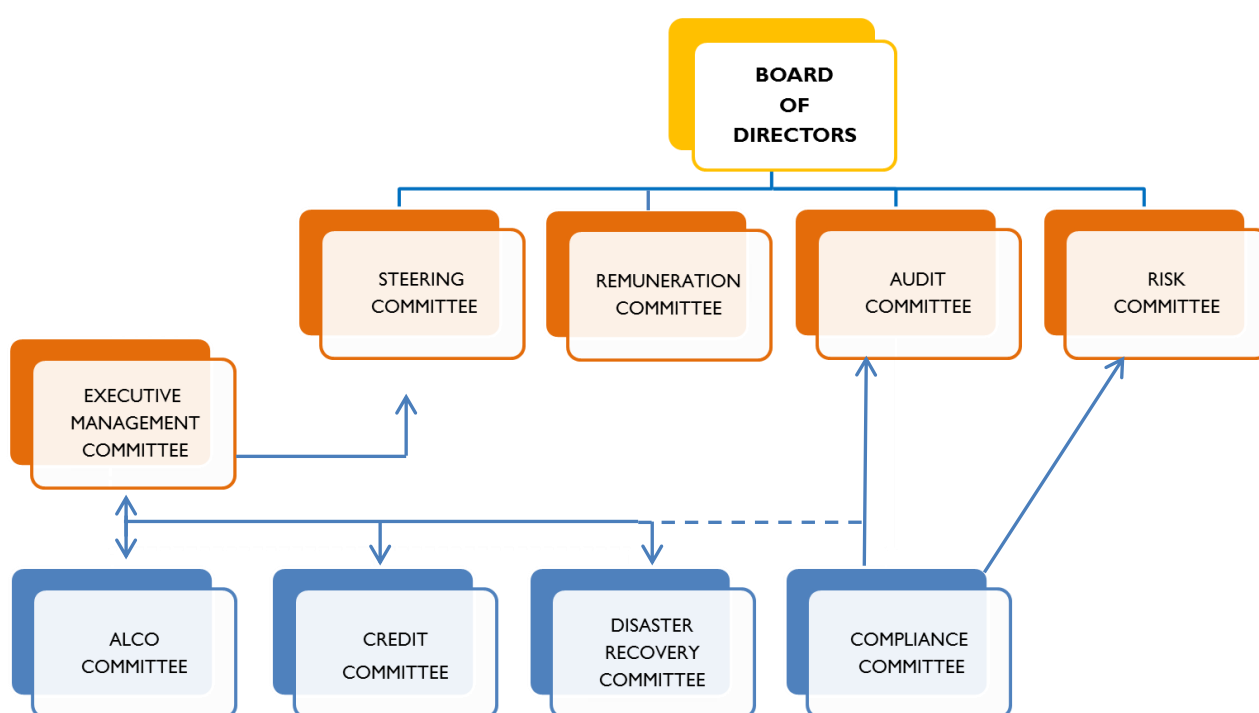 BOARD
OF
DIRECTORS
STEERING
COMMITTEE
REMUNERATION
COMMITTEE
AUDIT
COMMITTEE
RISK
COMMITTEE
EXECUTIVE
MANAGEMENT
COMMITTEE
ALCO
COMMITTEE
CREDIT
COMMITTEE
DISASTER
RECOVERY
COMMITTEE
COMPLIANCE
COMMITTEE